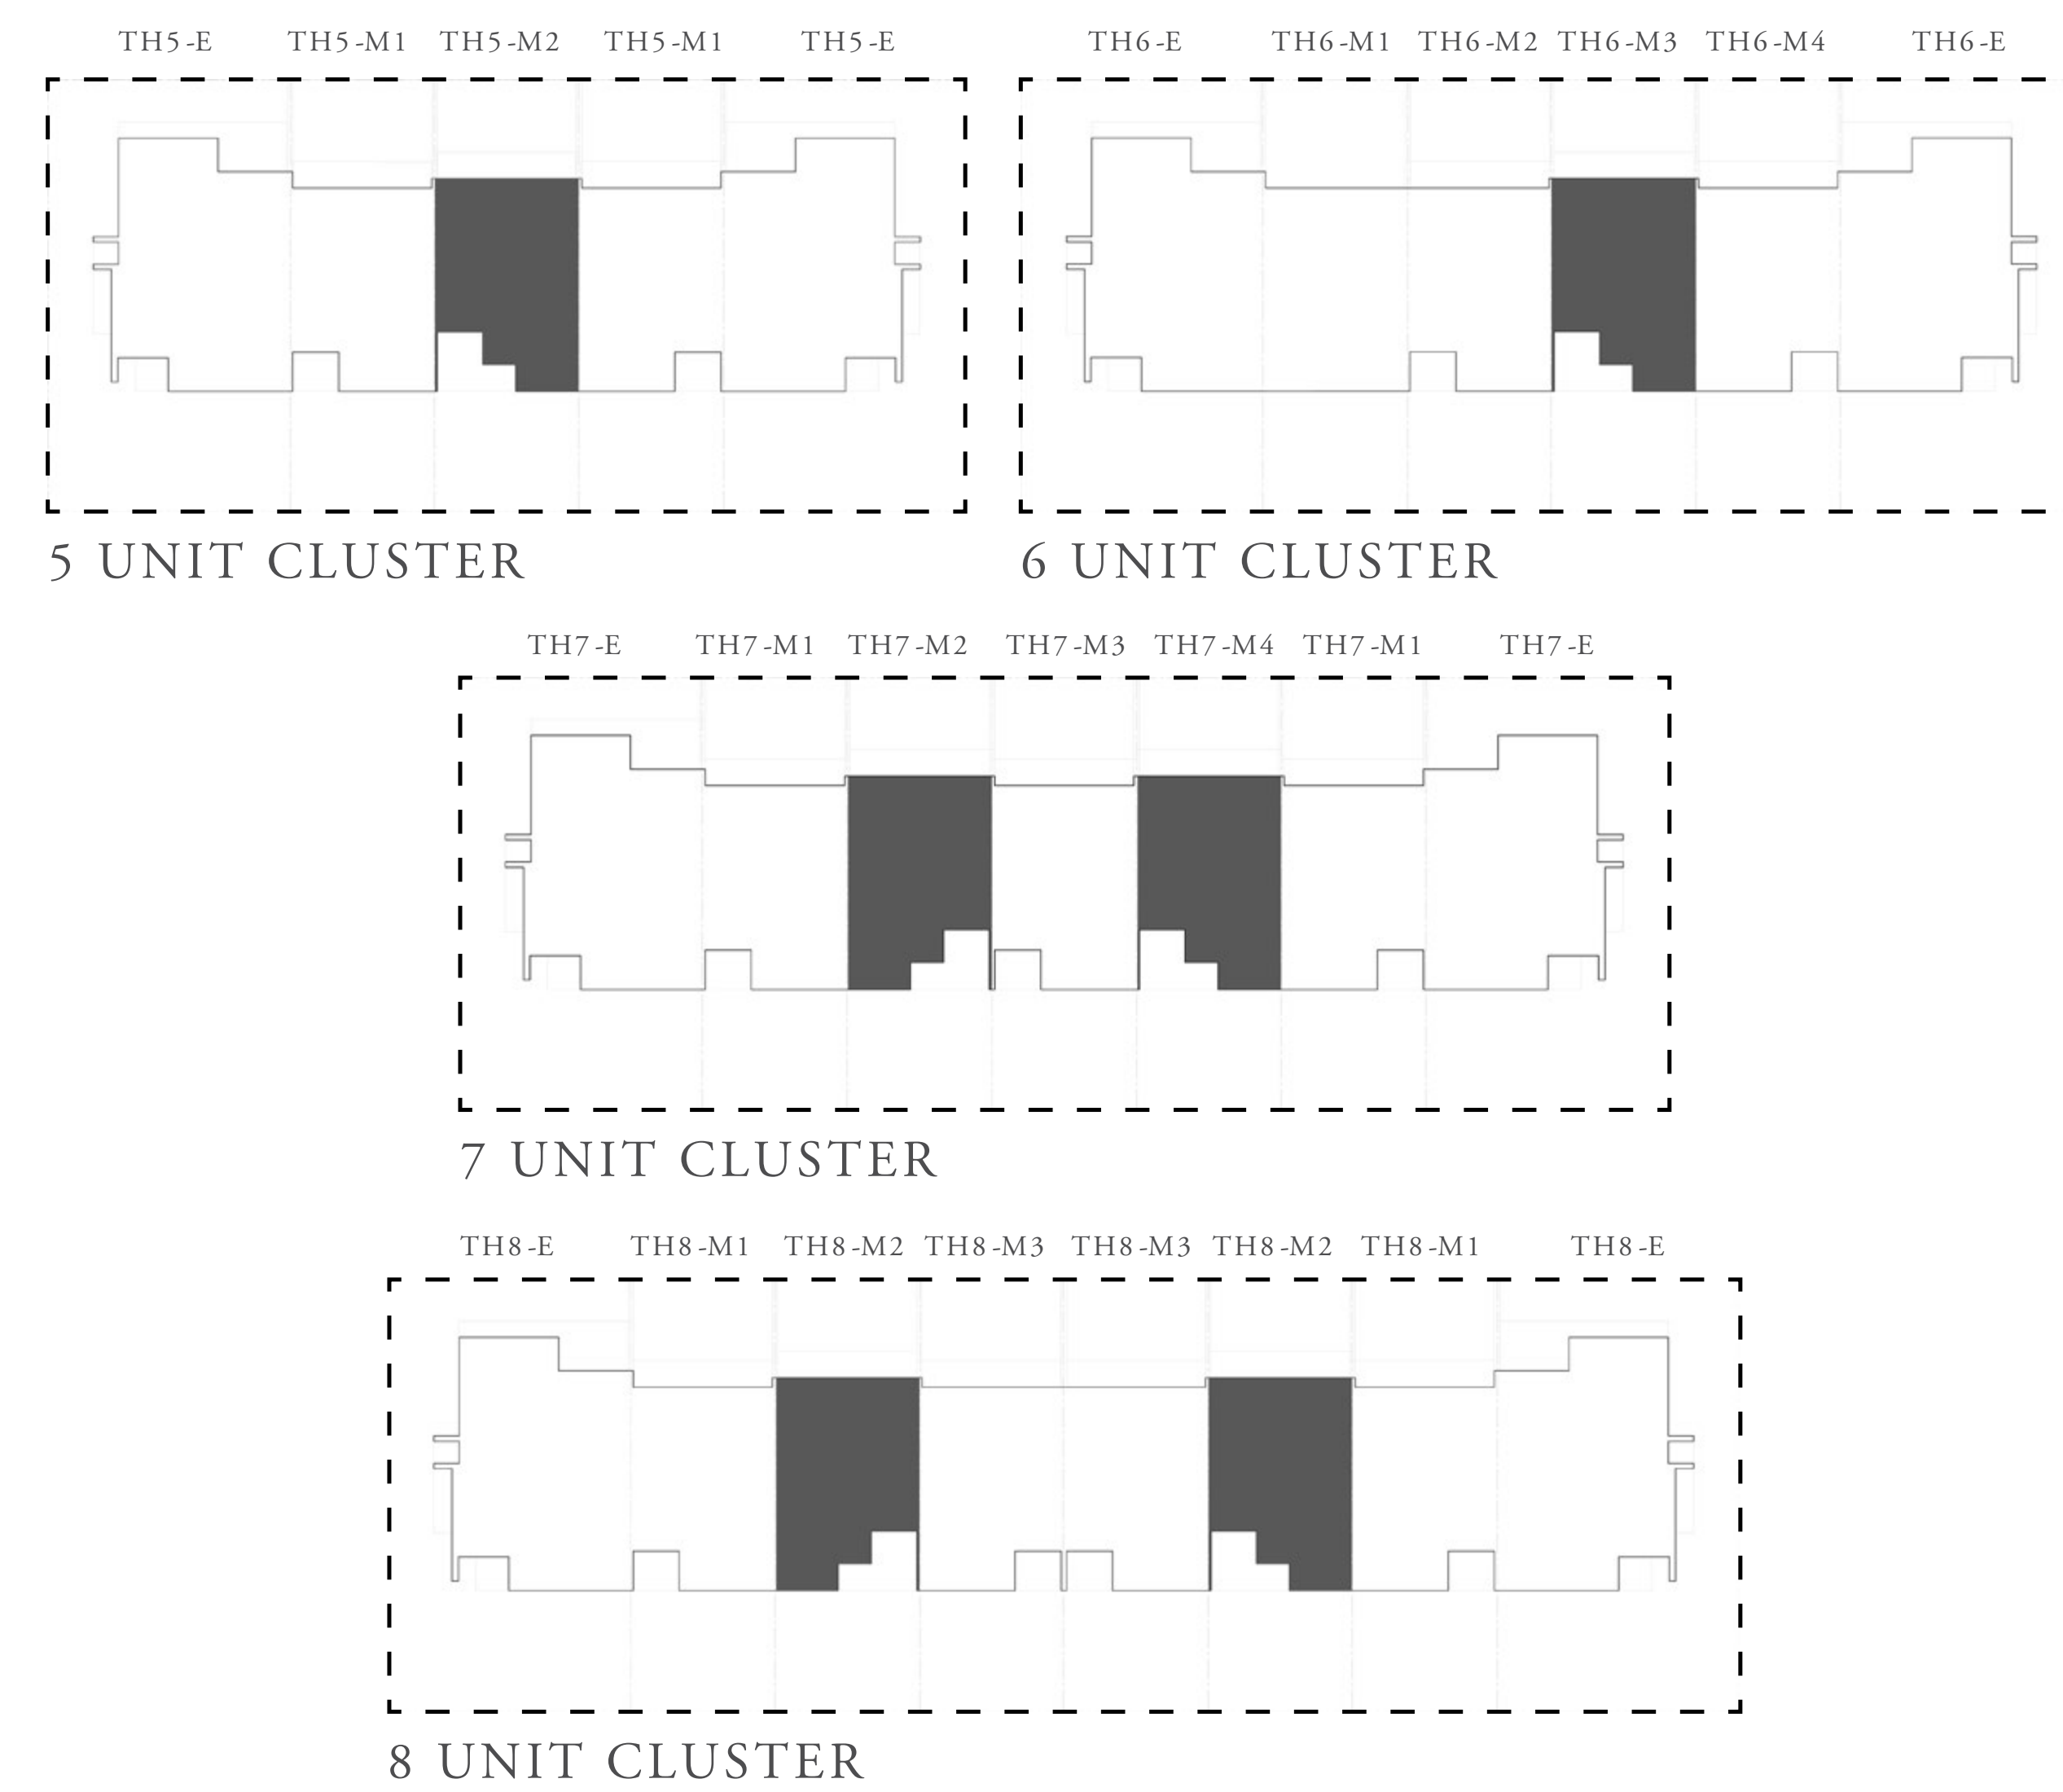 TH5-E TH5-M1 TH5-M2 TH5-M1 TH5-E
TH6-E TH6-M1 TH6-M2 TH6-M3 TH6-M4 TH6-E
5 UNIT CLUSTER
6 UNIT CLUSTER
TH7-E TH7-M1 TH7-M2 TH7-M3 TH7-M4 TH7-M1 TH7-E
7 UNIT CLUSTER
TH8-E TH8-M1 TH8-M2 TH8-M3 TH8-M3 TH8-M2 TH8-M1 TH8-E
8 UNIT CLUSTER